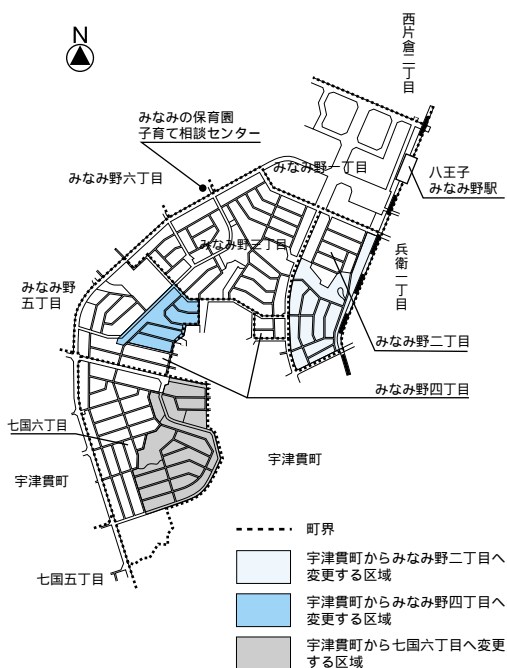 N
西片倉二丁目
みなみの保育園
子育て相談センター
みなみ野一丁目
みなみ野六丁目
八王子
みなみ野駅
みなみ野三丁目
兵衛一丁目
みなみ野
五丁目
みなみ野二丁目
みなみ野四丁目
七国六丁目
宇津貫町
宇津貫町
七国五丁目
町界
宇津貫町からみなみ野二丁目へ
変更する区域
宇津貫町からみなみ野四丁目へ
変更する区域
宇津貫町から七国六丁目へ変更
する区域